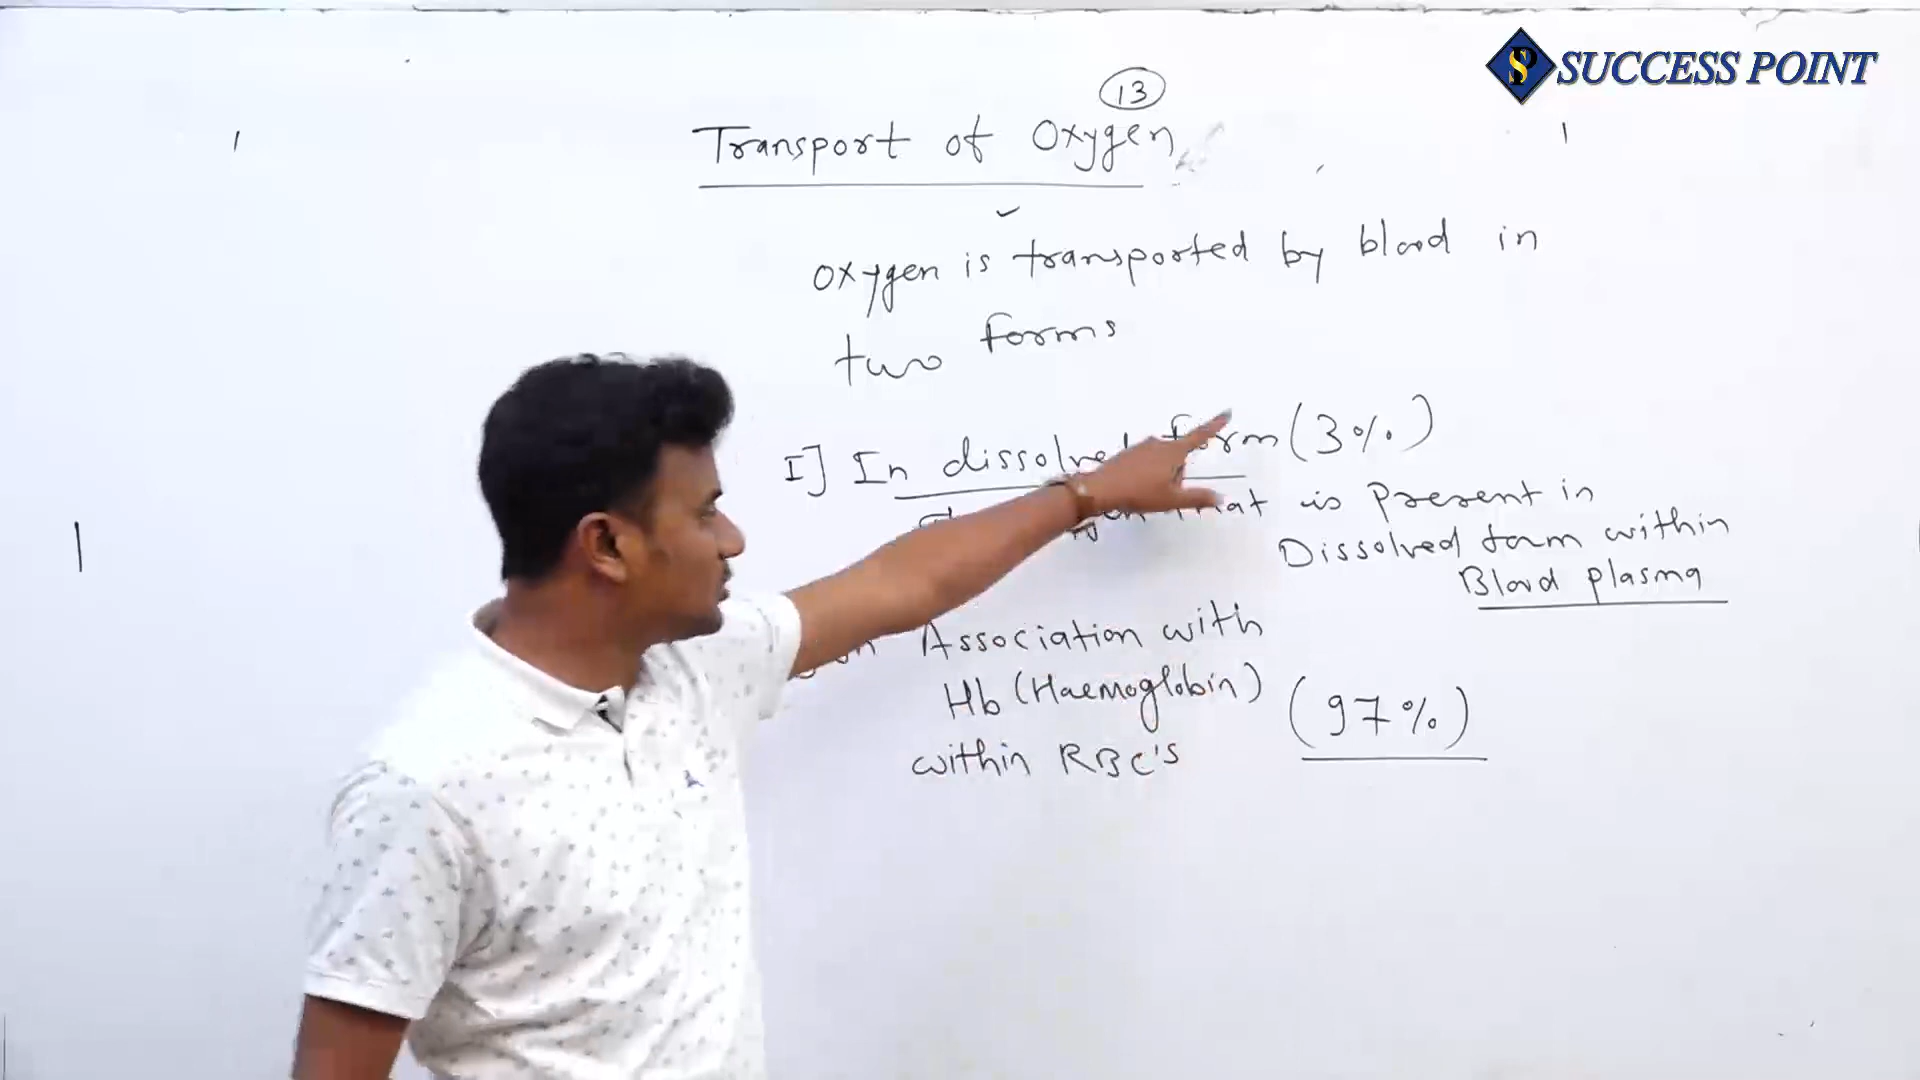 SUCCESS POINT
13
Transport of Oxygen
Oxygen is transported by blood in
two forms
I] In dissolved form (3%)
that is present in
Dissolved form within
Blood plasma
Association with
Hb (Haemoglobin) (97%)
within RBC's